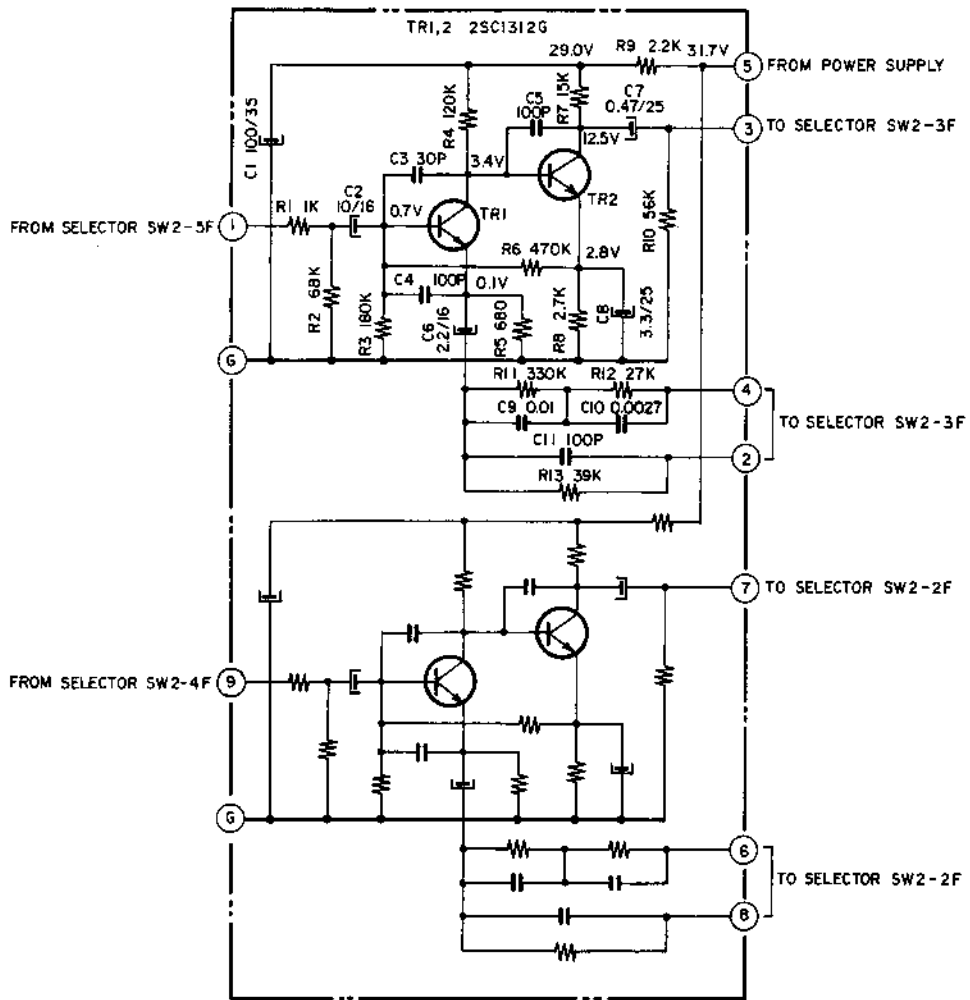 TR1,2 2SC1312G
29.0V
R9 2.2K
31.7V
5 FROM POWER SUPPLY
C1 100/35
R4 120K
C5
100P
R7 15K
C7
0.47/25
3 TO SELECTOR SW2-3F
12.5V
C3 30P
3.4V
TR2
C2
10/16
0.7V
TR1
R10 56K
FROM SELECTOR SW2-5F 1
R1 1K
R6 470K
2.8V
C4 100P
0.1V
R2 68K
R3 180K
C6
2.2/16
R5 680
R8 2.7K
C8
3.3/25
G
R11 330K
R12 27K
4
C9 0.01
C10 0.0027
TO SELECTOR SW2-3F
C11 100P
2
R13 39K
7 TO SELECTOR SW2-2F
FROM SELECTOR SW2-4F 9
G
6
TO SELECTOR SW2-2F
8